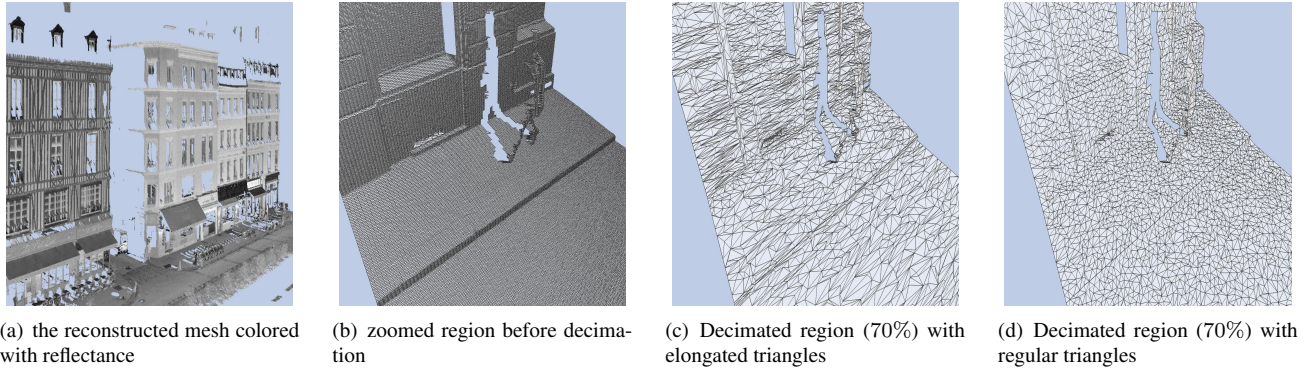 (a) the reconstructed mesh colored
with reflectance
(b) zoomed region before decima-
tion
(c) Decimated region (70%) with
elongated triangles
(d) Decimated region (70%) with
regular triangles